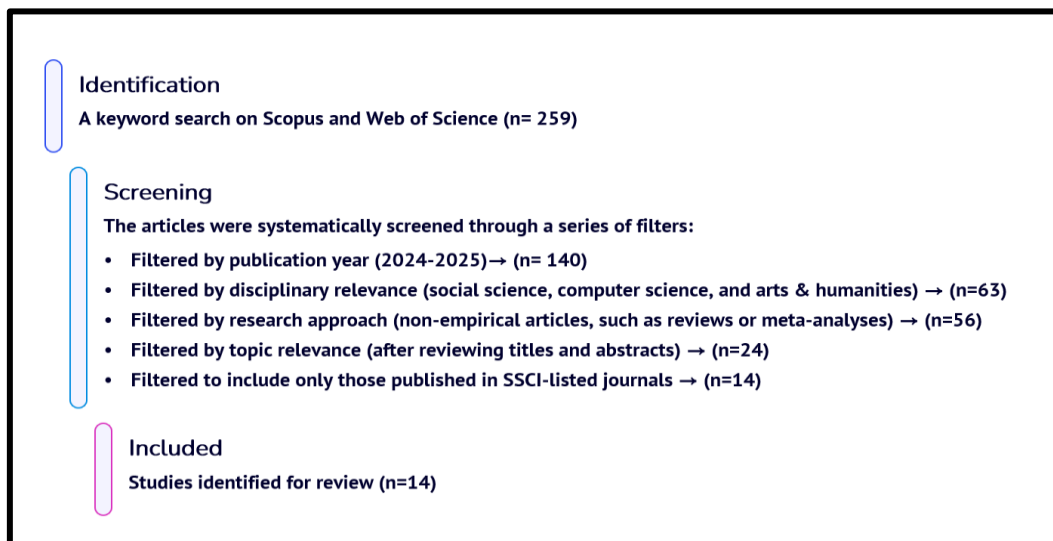 Identification
A keyword search on Scopus and Web of Science (n= 259)
Screening
The articles were systematically screened through a series of filters:
• Filtered by publication year (2024-2025)→ (n= 140)
• Filtered by disciplinary relevance (social science, computer science, and arts & humanities) → (n=63)
• Filtered by research approach (non-empirical articles, such as reviews or meta-analyses) → (n=56)
• Filtered by topic relevance (after reviewing titles and abstracts) → (n=24)
• Filtered to include only those published in SSCI-listed journals → (n=14)
Included
Studies identified for review (n=14)